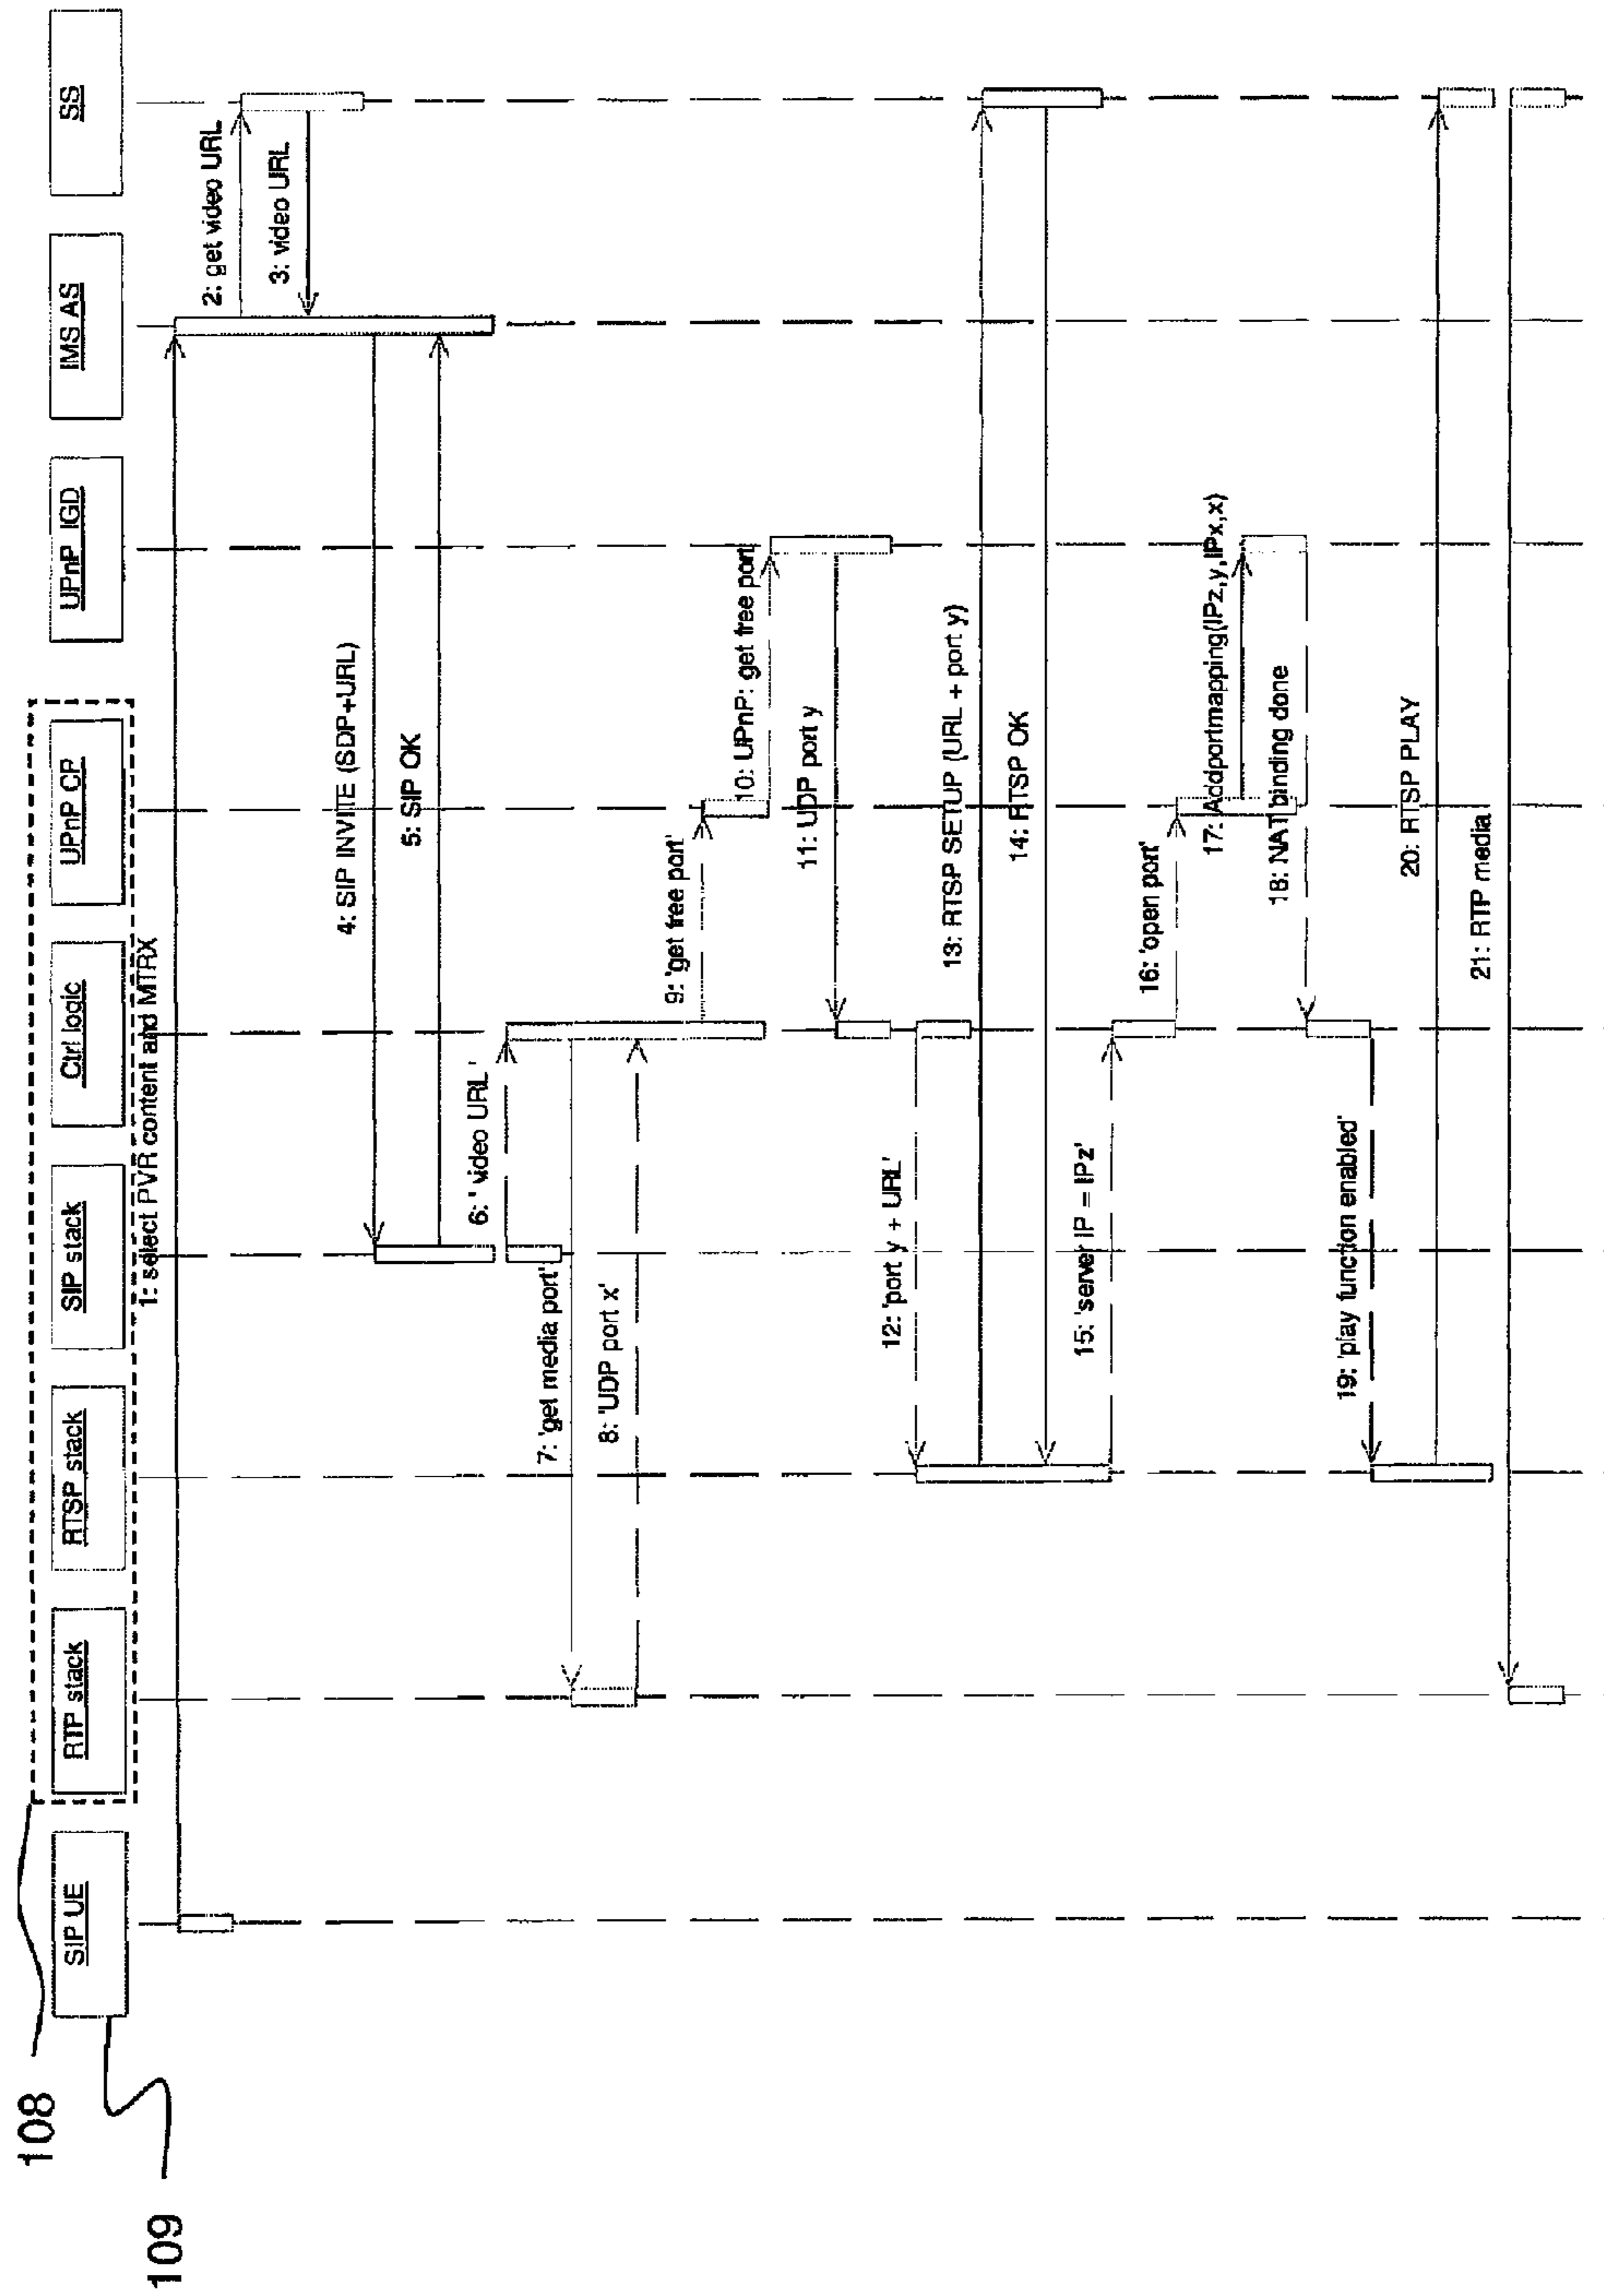 108
109
SIP UE
RTP stack
RTSP stack
SIP stack
Ctrl logic
UPnP CP
UPnP IGD
IMS AS
SS
1: select PVR content and MTRX
2: get video URL
3: video URL
4: SIP INVITE (SDP+URL)
5: SIP OK
6: ' video URL '
7: 'get media port'
8: 'UDP port x'
9: 'get free port'
10: UPnP: get free port
11: UDP port y
12: 'port y + URL'
13: RTSP SETUP (URL + port y)
14: RTSP OK
15: 'server IP = IPz'
16: 'open port'
17: Addportmapping(IPz,y,IPx,x)
18: NAT binding done
19: 'play function enabled'
20: RTSP PLAY
21: RTP media